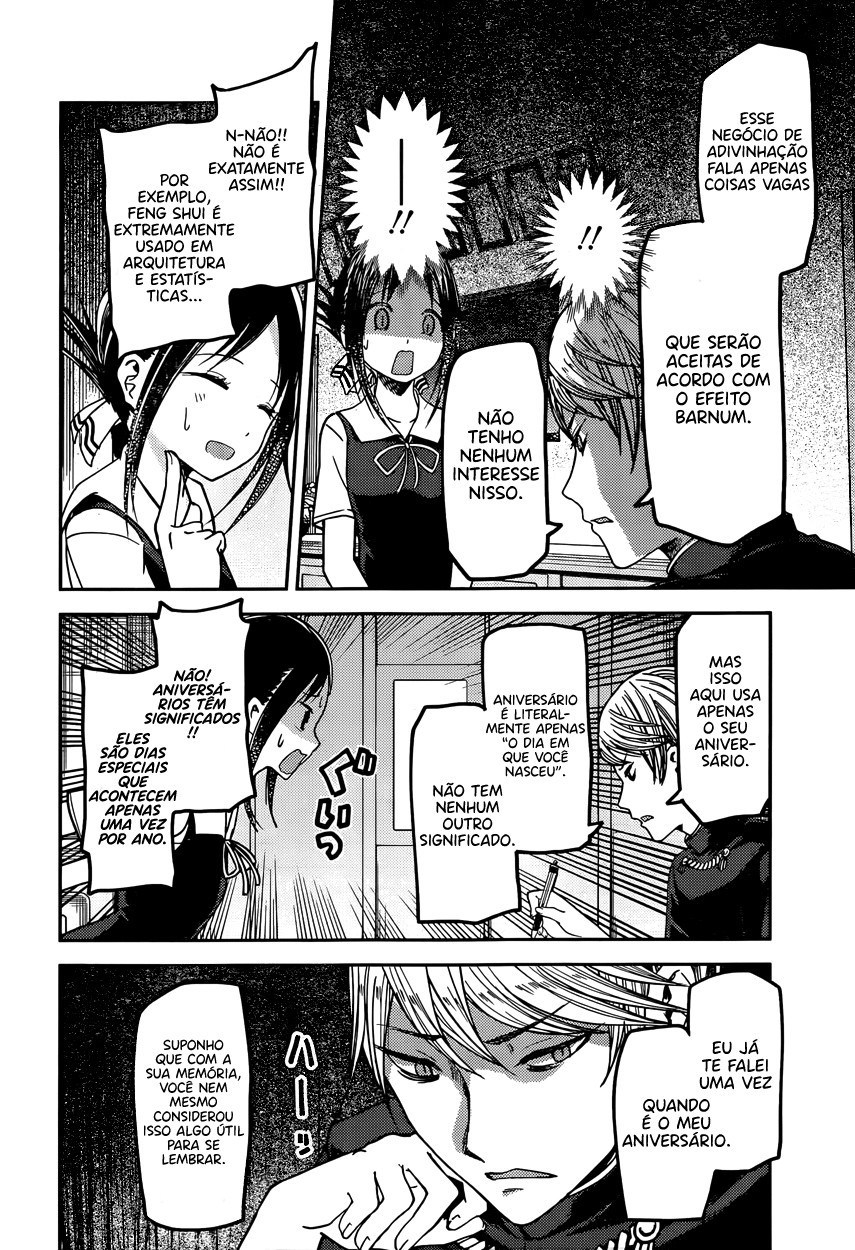 ESSE
NEGÓCIO DE
ADIVINHAÇÃO
FALA APENAS
COISAS VAGAS
QUE SERÃO
ACEITAS DE
ACORDO COM
O EFEITO
BARNUM.
!!
NÃO
TENHO
NENHUM
INTERESSE
NISSO.
—!!
N-NÃO!!
NÃO É
EXATAMENTE
ASSIM!!
POR
EXEMPLO,
FENG SHUI É
EXTREMAMENTE
USADO EM
ARQUITETURA
E ESTATÍS-
TICAS...
MAS
ISSO
AQUI USA
APENAS
O SEU
ANIVER-
SÁRIO.
ANIVERSÁRIO
É LITERAL-
MENTE APENAS
"O DIA EM
QUE VOCÊ
NASCEU".
NÃO TEM
NENHUM
OUTRO
SIGNIFICADO.
ぐいっ
NÃO!
ANIVERSÁ-
RIOS TÊM
SIGNIFICADOS
!!
ELES
SÃO DIAS
ESPECIAIS
QUE
ACONTECEM
APENAS
UMA VEZ
POR ANO.
EU JÁ
TE FALEI
UMA VEZ
QUANDO
É O MEU
ANIVERSÁRIO.
ハーッ
SUPONHO
QUE COM A
SUA MEMÓRIA,
VOCÊ NEM
MESMO
CONSIDEROU
ISSO ALGO ÚTIL
PARA SE
LEMBRAR.